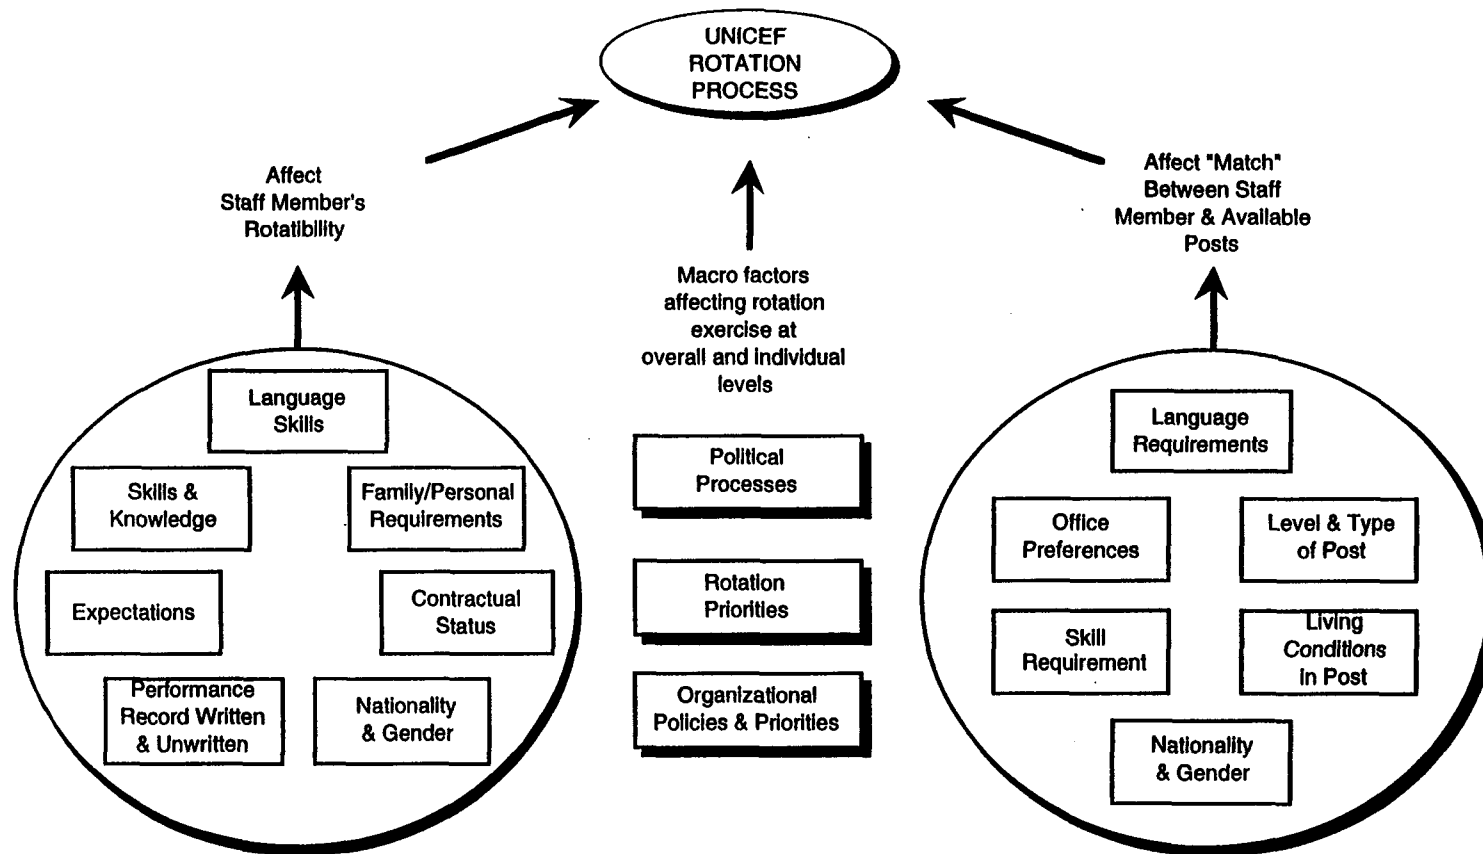 UNICEF
ROTATION
PROCESS
Affect
Staff Member's
Rotatibility
Affect "Match"
Between Staff
Member & Available
Posts
Macro factors
affecting rotation
exercise at
overall and individual
levels
Language
Skills
Skills &
Knowledge
Family/Personal
Requirements
Expectations
Contractual
Status
Performance
Record Written
& Unwritten
Nationality
& Gender
Political
Processes
Rotation
Priorities
Organizational
Policies & Priorities
Language
Requirements
Office
Preferences
Level & Type
of Post
Skill
Requirement
Living
Conditions
in Post
Nationality
& Gender